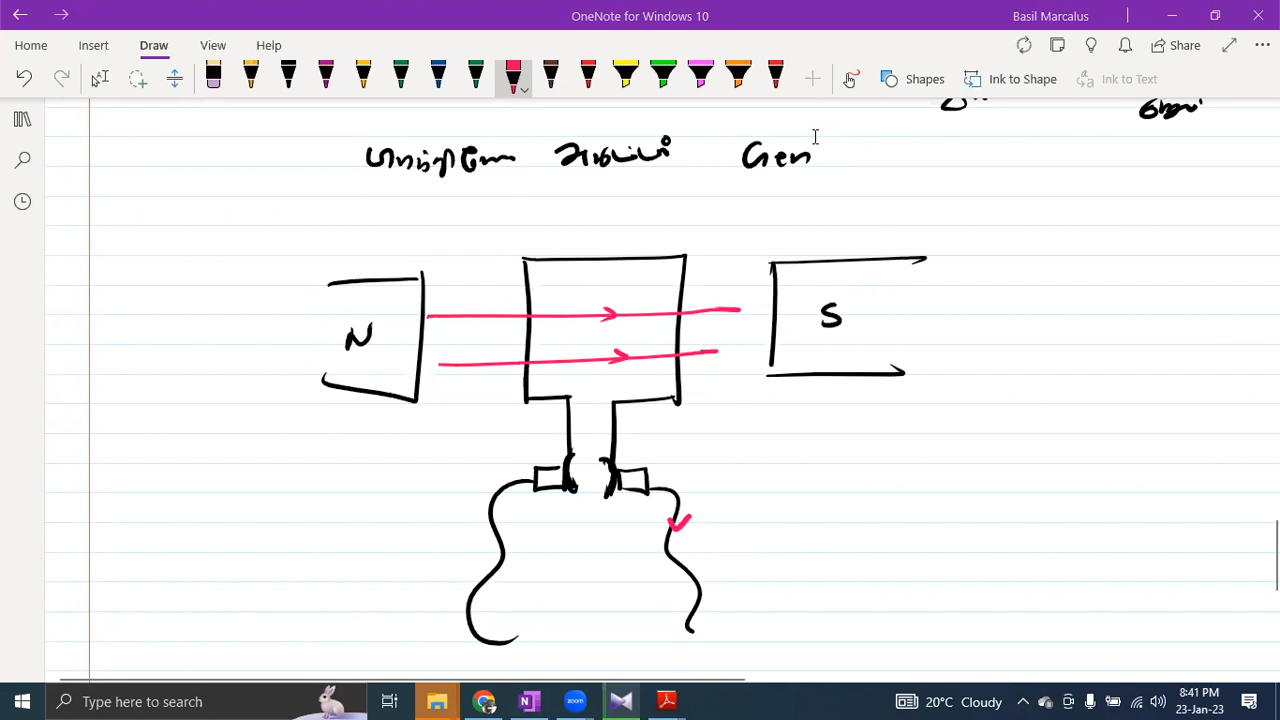 OneNote for Windows 10
Basil Marcalus
Home Insert Draw View Help
Share
Shapes
Ink to Shape
Ink to Text
Gen
N
S
Type here to search
20°C Cloudy
8:41 PM
23-Jan-23